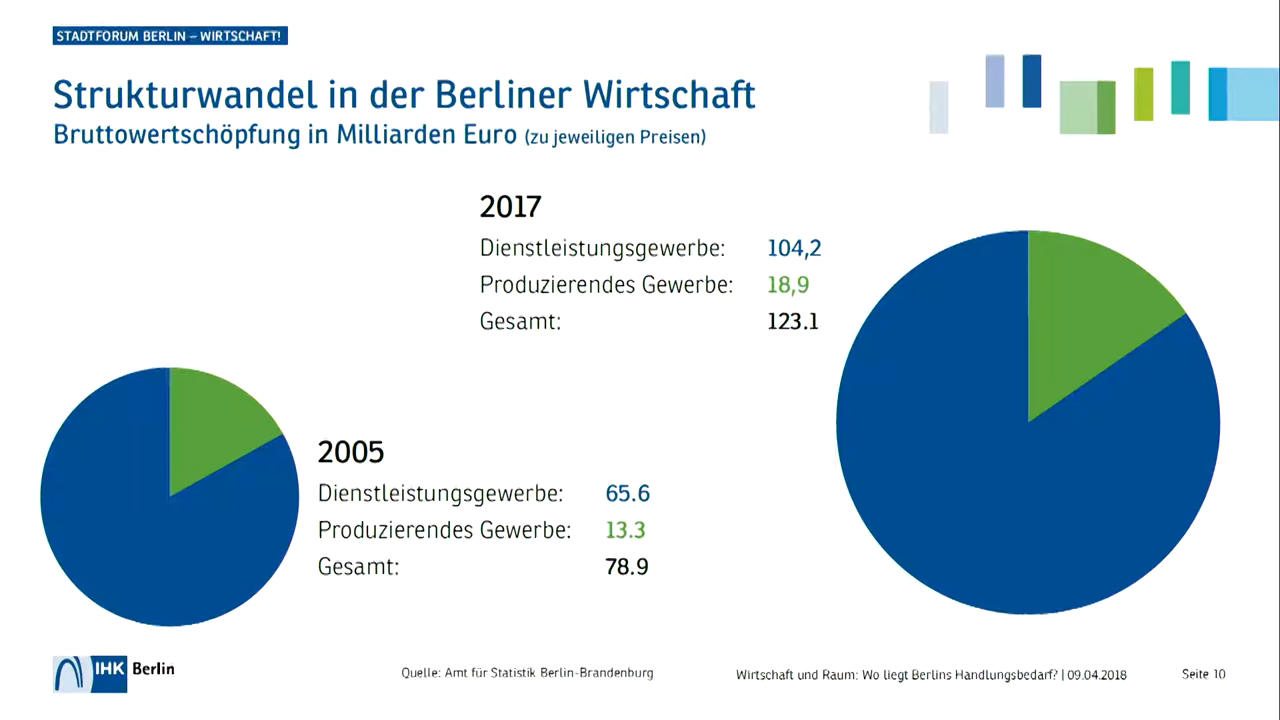 STADTFORUM BERLIN – WIRTSCHAFT!
Strukturwandel in der Berliner Wirtschaft
Bruttowertschöpfung in Milliarden Euro (zu jeweiligen Preisen)
2017
Dienstleistungsgewerbe: 104,2
Produzierendes Gewerbe: 18,9
Gesamt: 123.1
2005
Dienstleistungsgewerbe: 65.6
Produzierendes Gewerbe: 13.3
Gesamt: 78.9
IHK Berlin
Quelle: Amt für Statistik Berlin-Brandenburg
Wirtschaft und Raum: Wo liegt Berlins Handlungsbedarf? | 09.04.2018
Seite 10